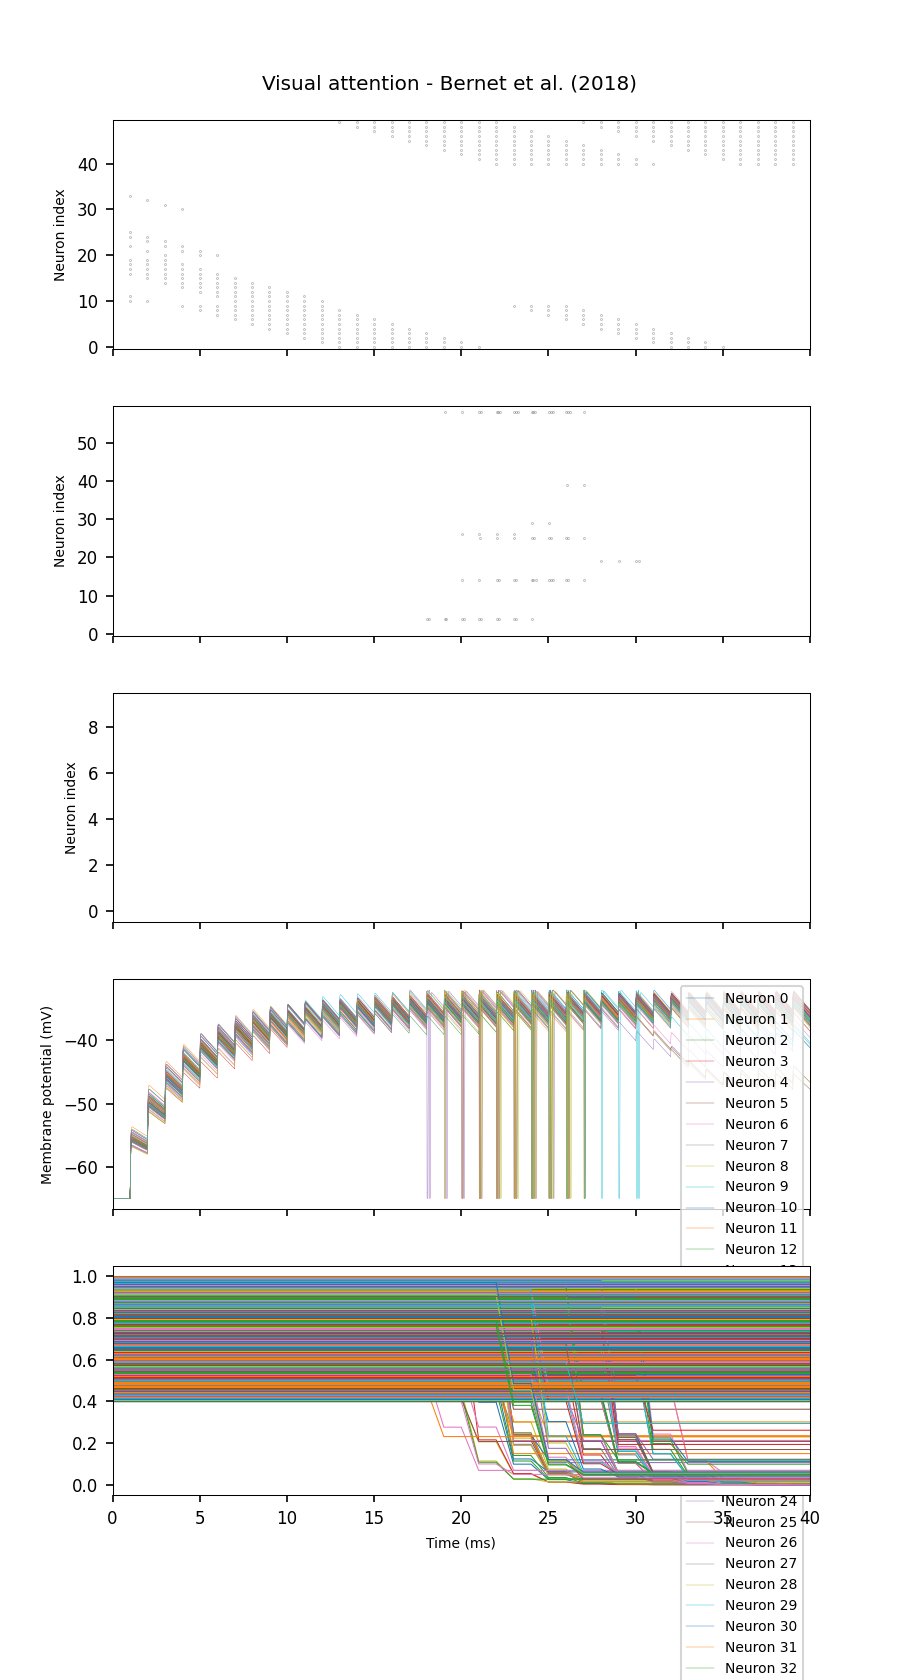 Visual attention - Bernet et al. (2018)
Neuron index
40
30
20
10
0
Neuron index
50
40
30
20
10
0
Neuron index
8
6
4
2
0
Membrane potential (mV)
−40
−50
−60
Neuron 0
Neuron 1
Neuron 2
Neuron 3
Neuron 4
Neuron 5
Neuron 6
Neuron 7
Neuron 8
Neuron 9
Neuron 10
Neuron 11
Neuron 12
1.0
0.8
0.6
0.4
0.2
0.0
0 5 10 15 20 25 30 35 40
Time (ms)
Neuron 24
Neuron 25
Neuron 26
Neuron 27
Neuron 28
Neuron 29
Neuron 30
Neuron 31
Neuron 32